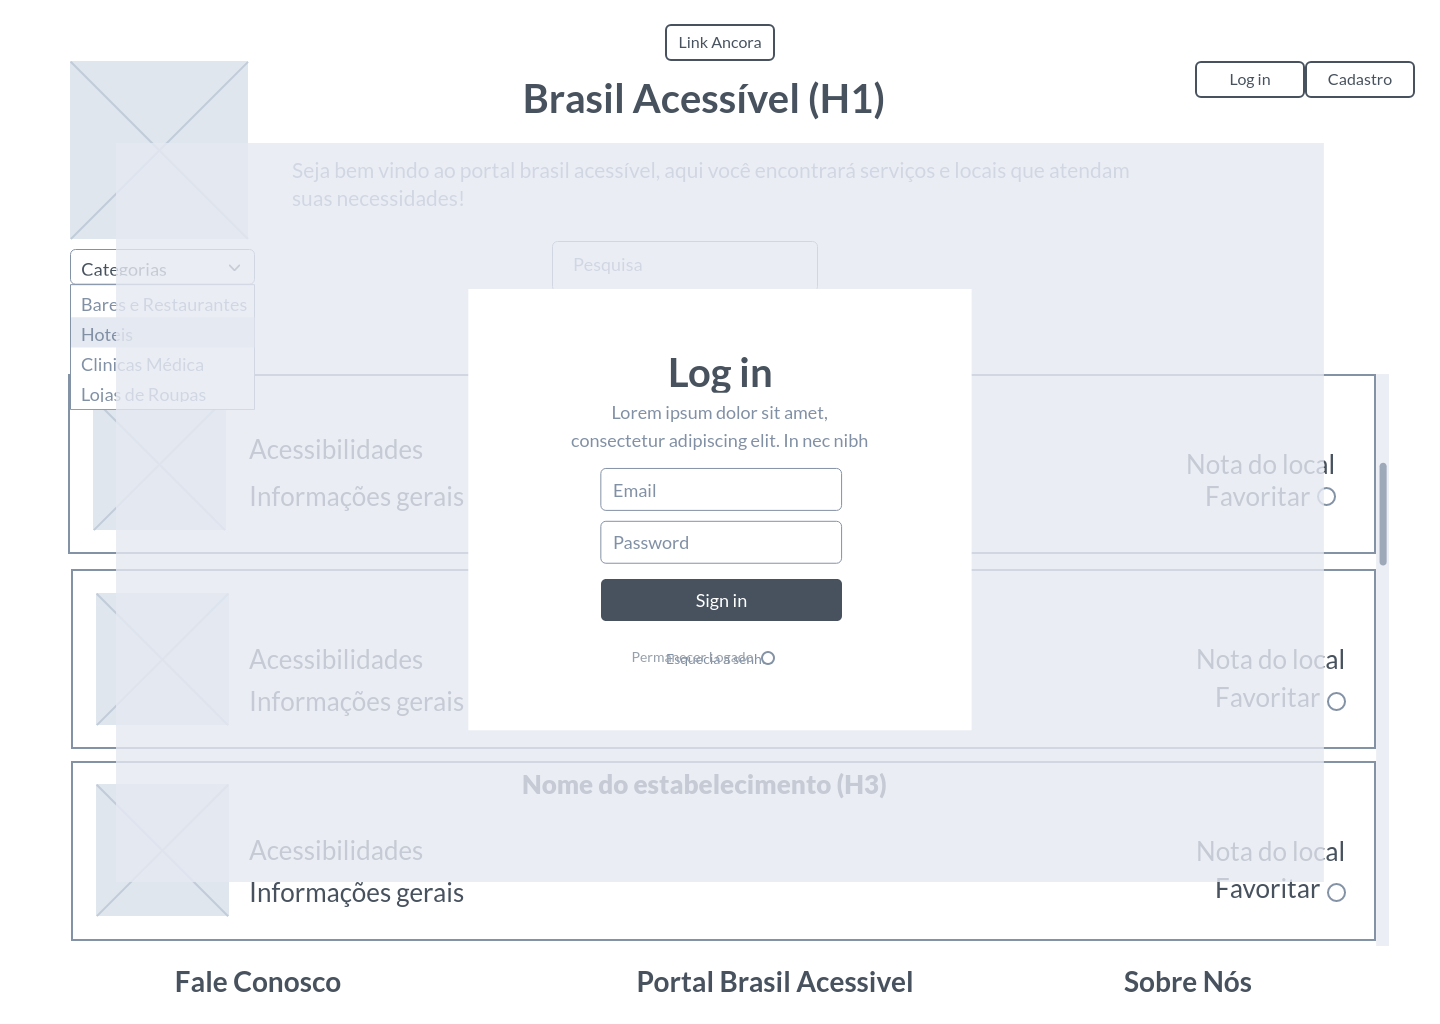 Link Ancora
Brasil Acessível (H1)
Log in
Cadastro
Seja bem vindo ao portal brasil acessível, aqui você encontrará serviços e locais que atendam
suas necessidades!
Categorias
Pesquisa
Bares e Restaurantes
Hoteis
Clinicas Médica
Lojas de Roupas
Log in
Lorem ipsum dolor sit amet,
consectetur adipiscing elit. In nec nibh
Email
Password
Sign in
Permanecer Logado
Esquecia a senh
Acessibilidades
Informações gerais
Nota do local
Favoritar
Acessibilidades
Informações gerais
Nota do local
Favoritar
Nome do estabelecimento (H3)
Acessibilidades
Informações gerais
Nota do local
Favoritar
Fale Conosco
Portal Brasil Acessivel
Sobre Nós